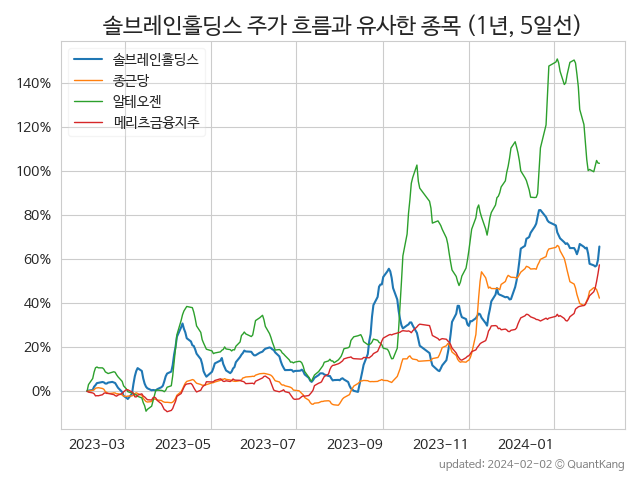 솔브레인홀딩스 주가 흐름과 유사한 종목 (1년, 5일선)
솔브레인홀딩스
종근당
알테오젠
메리츠금융지주
140%
120%
100%
80%
60%
40%
20%
0%
2023-03 2023-05 2023-07 2023-09 2023-11 2024-01
updated: 2024-02-02 © QuantKang